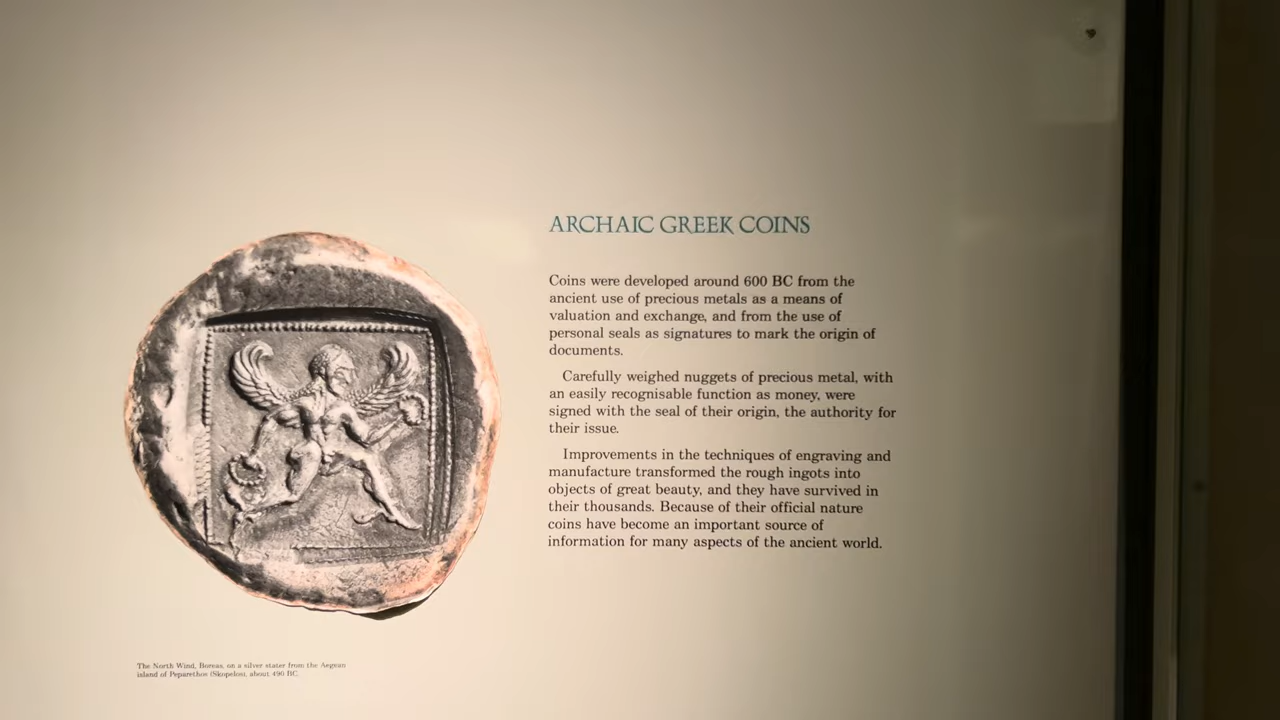 ARCHAIC GREEK COINS
Coins were developed around 600 BC from the
ancient use of precious metals as a means of
valuation and exchange, and from the use of
personal seals as signatures to mark the origin of
documents.
Carefully weighed nuggets of precious metal, with
an easily recognisable function as money, were
signed with the seal of their origin, the authority for
their issue.
Improvements in the techniques of engraving and
manufacture transformed the rough ingots into
objects of great beauty, and they have survived in
their thousands. Because of their official nature
coins have become an important source of
information for many aspects of the ancient world.
The North Wind, Boreas, on a silver stater from the Aegean
island of Peparethos (Skopelos), about 490 BC.